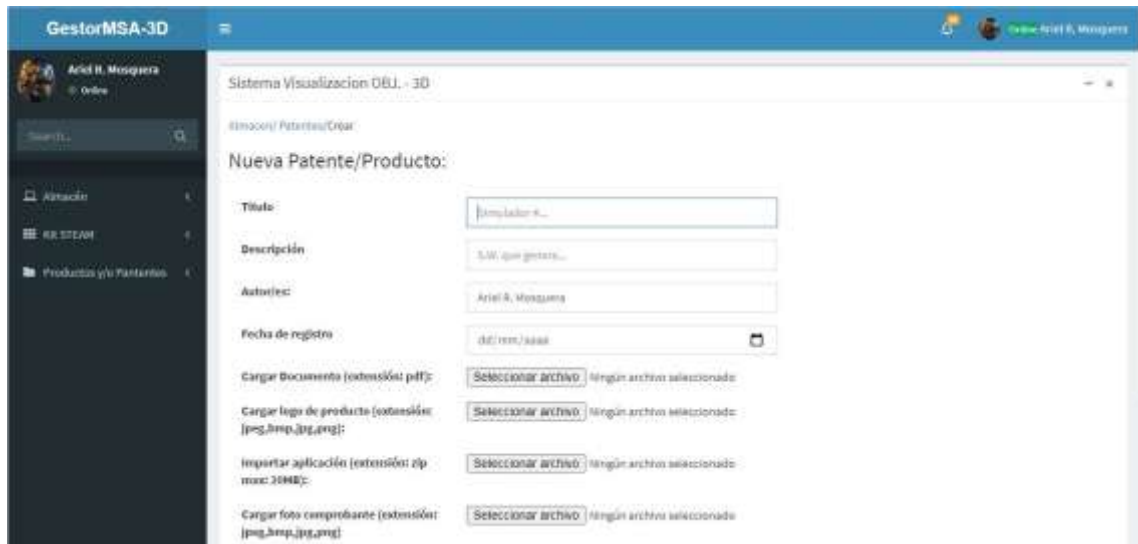 GestorMSA-3D
Online Ariel R. Mosquera
Ariel R. Mosquera
Online
Search...
Almacén
Kit STEAM
Productos y/o Pantentes
Sistema Visualizacion OBJ. - 3D
Almacen/ Patentes/Crear
Nueva Patente/Producto:
Título
Simulador #...
Descripción
S.W. que genera...
Autor/es:
Ariel R. Mosquera
Fecha de registro
dd/mm/aaaa
Cargar Documento (extensión: pdf):
Seleccionar archivo Ningún archivo seleccionado
Cargar logo de producto (extensión:
jpeg,bmp,jpg,png):
Seleccionar archivo Ningún archivo seleccionado
Importar aplicación (extensión: zip
max: 30MB):
Seleccionar archivo Ningún archivo seleccionado
Cargar foto comprobante (extensión:
jpeg,bmp,jpg,png)
Seleccionar archivo Ningún archivo seleccionado